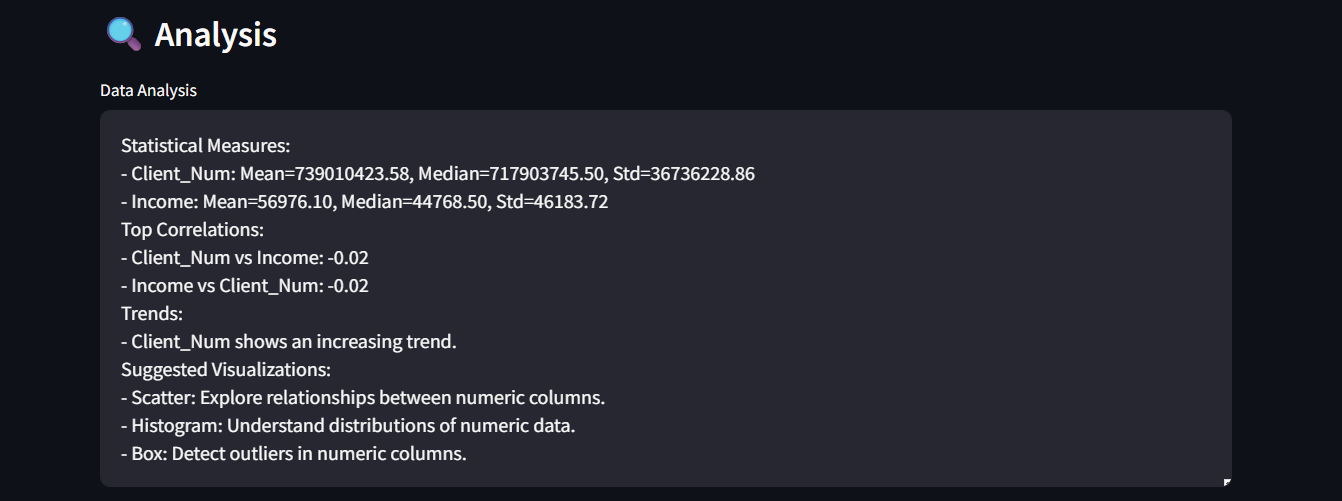 Analysis
Data Analysis
Statistical Measures:
- Client_Num: Mean=739010423.58, Median=717903745.50, Std=36736228.86
- Income: Mean=56976.10, Median=44768.50, Std=46183.72
Top Correlations:
- Client_Num vs Income: -0.02
- Income vs Client_Num: -0.02
Trends:
- Client_Num shows an increasing trend.
Suggested Visualizations:
- Scatter: Explore relationships between numeric columns.
- Histogram: Understand distributions of numeric data.
- Box: Detect outliers in numeric columns.